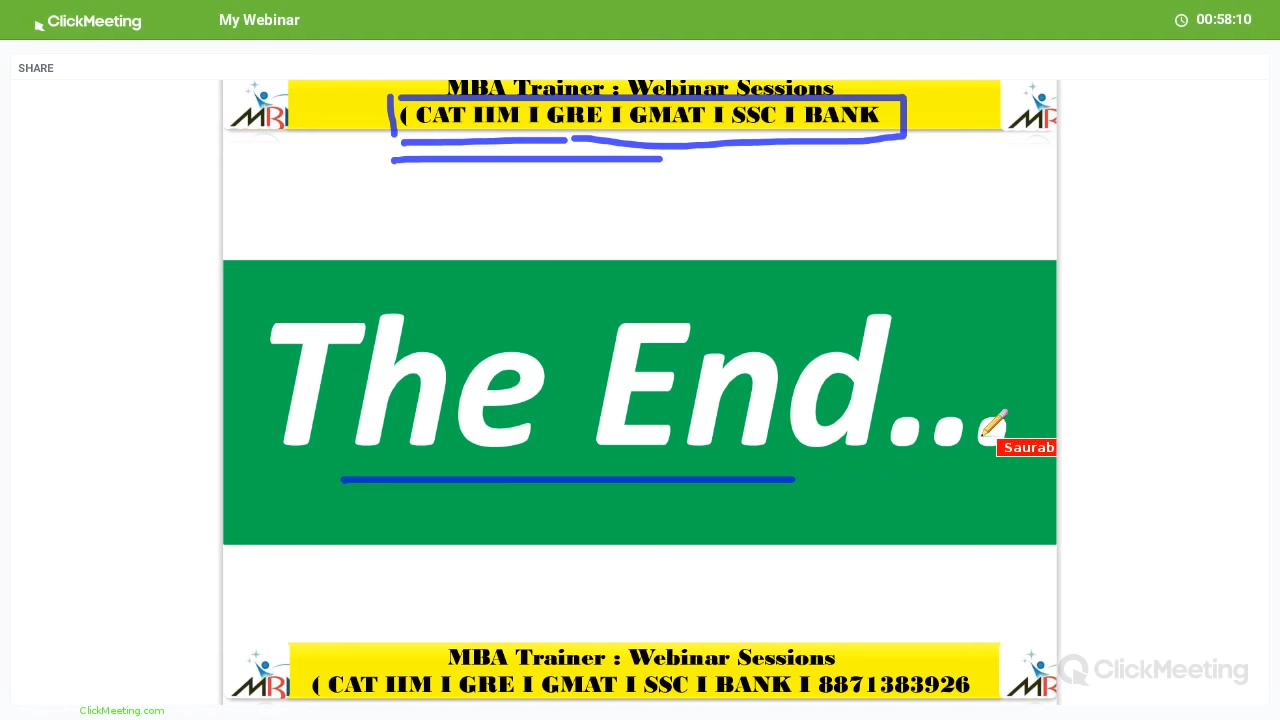 ClickMeeting My Webinar 00:58:10
SHARE
MBA Trainer : Webinar Sessions
( CAT IIM I GRE I GMAT I SSC I BANK
The End...
Saurab
MBA Trainer : Webinar Sessions
( CAT IIM I GRE I GMAT I SSC I BANK I 8871383926
ClickMeeting
ClickMeeting.com